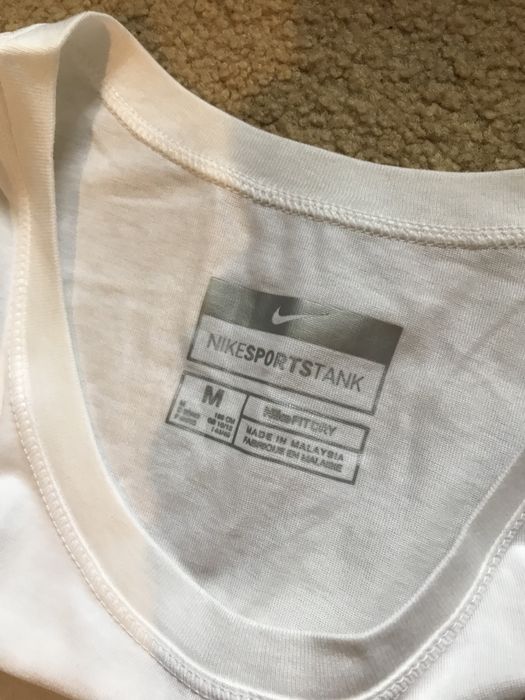 NIKESPORTSTANK
M
NIKE FIT DRY
MADE IN MALAYSIA
FABRIQUE EN MALAISIE